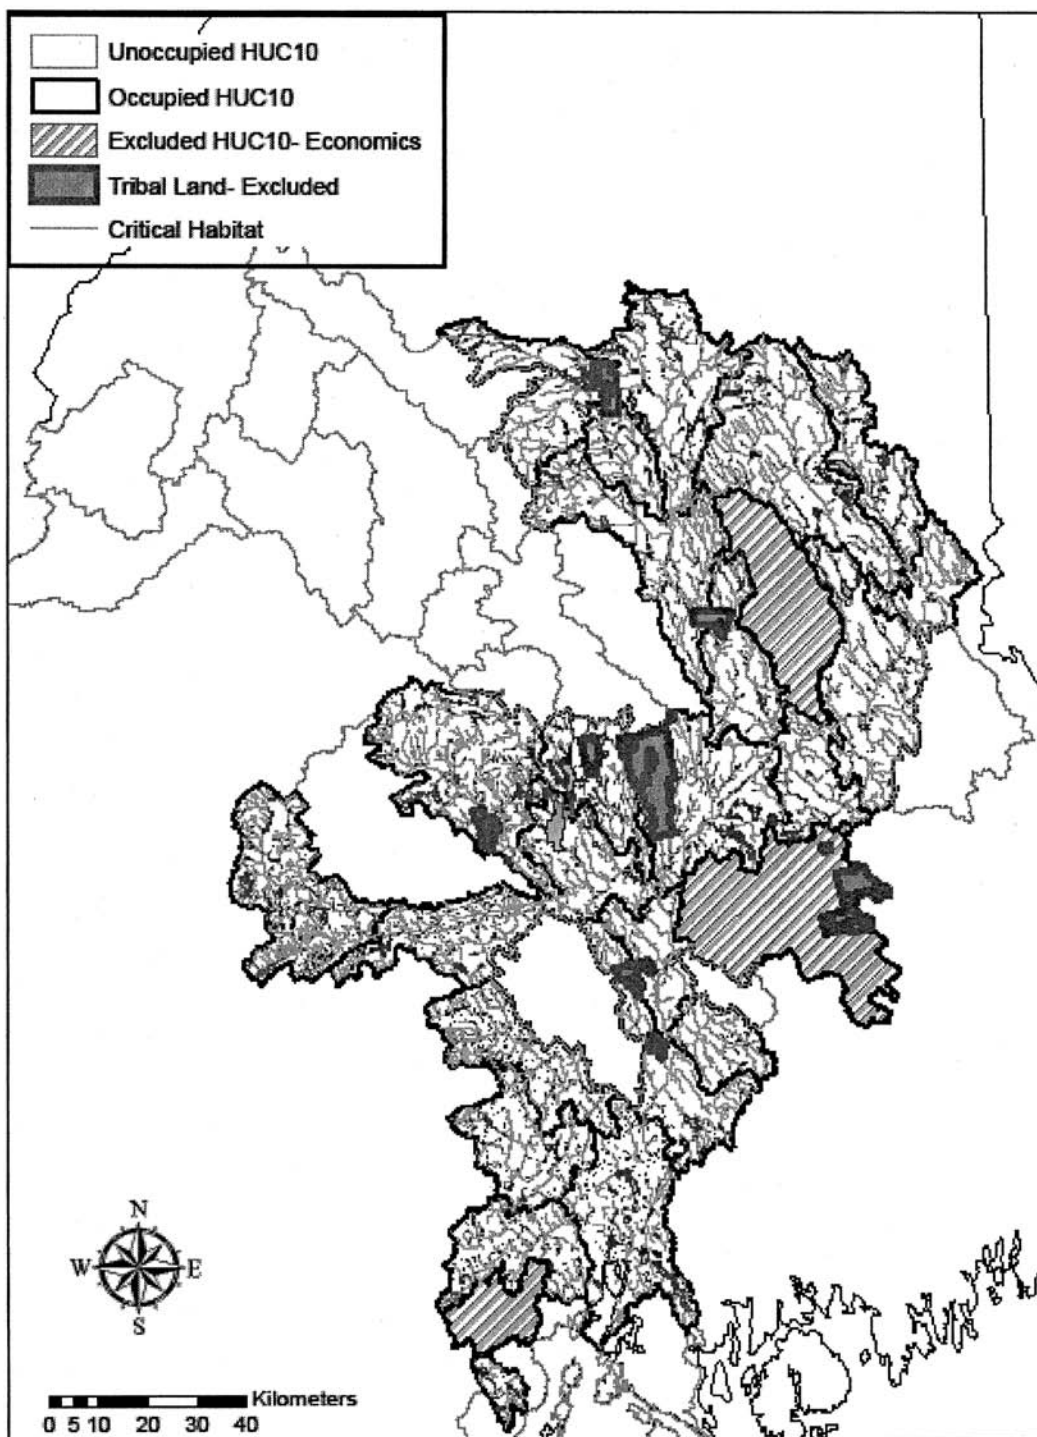 Unoccupied HUC10
Occupied HUC10
Excluded HUC10- Economics
Tribal Land- Excluded
Critical Habitat
N
W E
S
Kilometers
0 5 10 20 30 40